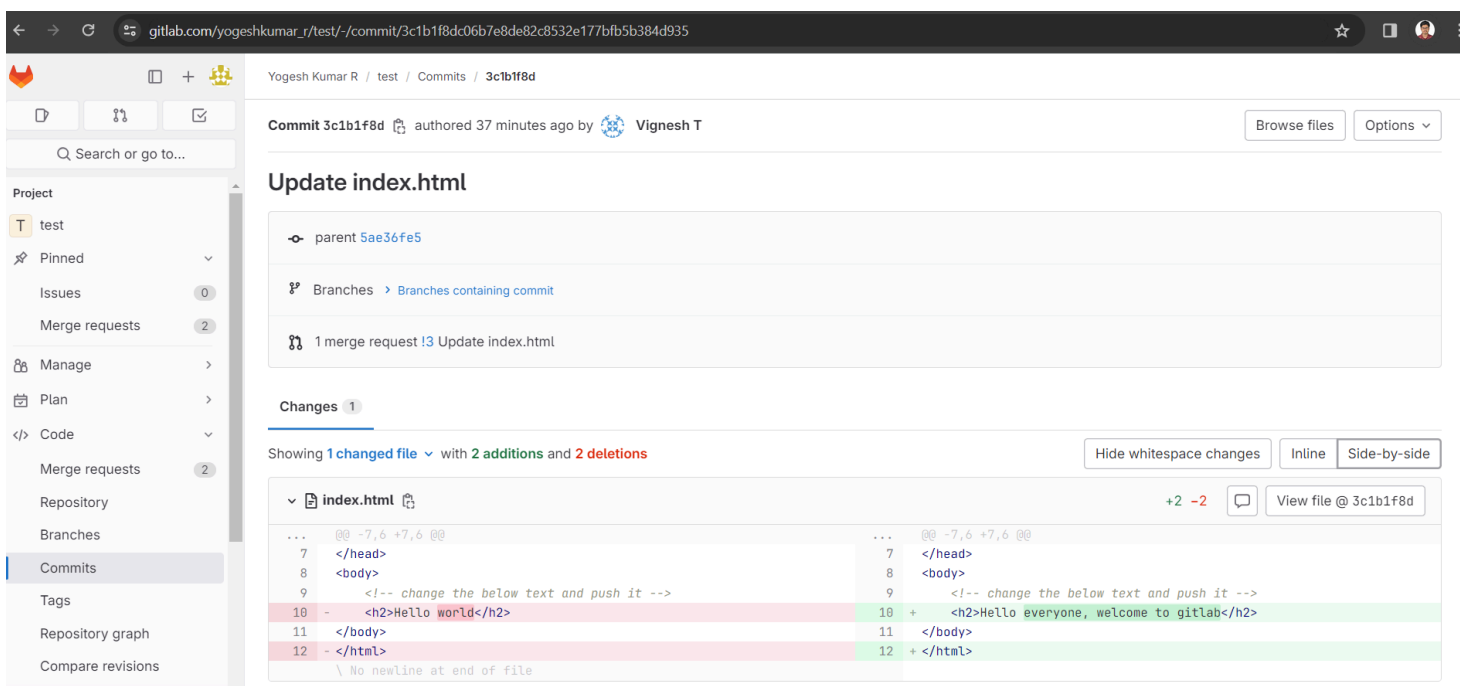 gitlab.com/yogeshkumar_r/test/-/commit/3c1b1f8dc06b7e8de82c8532e177bfb5b384d935
Yogesh Kumar R / test / Commits / 3c1b1f8d
Search or go to...
Project
T test
Pinned
Issues 0
Merge requests 2
Manage
Plan
Code
Merge requests 2
Repository
Branches
Commits
Tags
Repository graph
Compare revisions
Commit 3c1b1f8d authored 37 minutes ago by Vignesh T
Browse files Options
Update index.html
parent 5ae36fe5
Branches Branches containing commit
1 merge request !3 Update index.html
Changes 1
Showing 1 changed file with 2 additions and 2 deletions
Hide whitespace changes Inline Side-by-side
index.html +2 −2 View file @ 3c1b1f8d
... @@ -7,6 +7,6 @@ ... @@ -7,6 +7,6 @@
7 </head> 7 </head>
8 <body> 8 <body>
9 <!-- change the below text and push it --> 9 <!-- change the below text and push it -->
10 - <h2>Hello world</h2> 10 + <h2>Hello everyone, welcome to gitlab</h2>
11 </body> 11 </body>
12 - </html> 12 + </html>
\ No newline at end of file